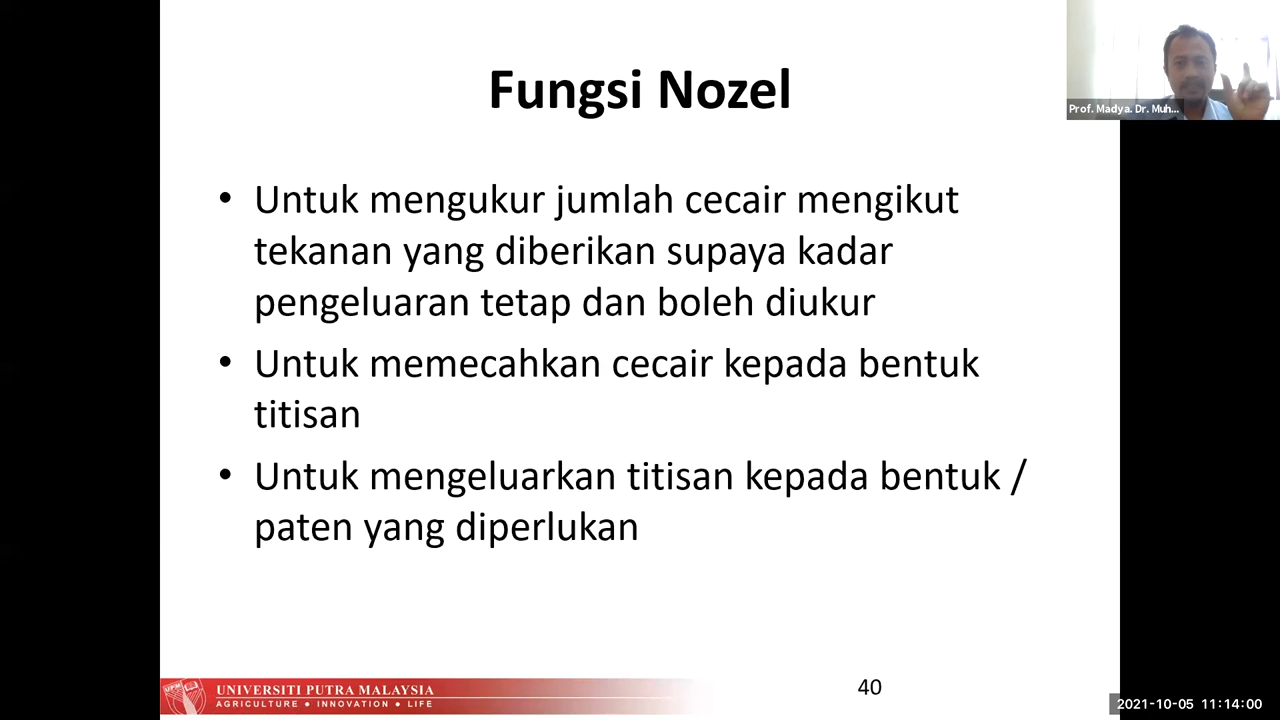 Fungsi Nozel
Prof. Madya. Dr. Muh...
• Untuk mengukur jumlah cecair mengikut
tekanan yang diberikan supaya kadar
pengeluaran tetap dan boleh diukur
• Untuk memecahkan cecair kepada bentuk
titisan
• Untuk mengeluarkan titisan kepada bentuk /
paten yang diperlukan
UPM
UNIVERSITI PUTRA MALAYSIA
AGRICULTURE • INNOVATION • LIFE
40
2021-10-05 11:14:00